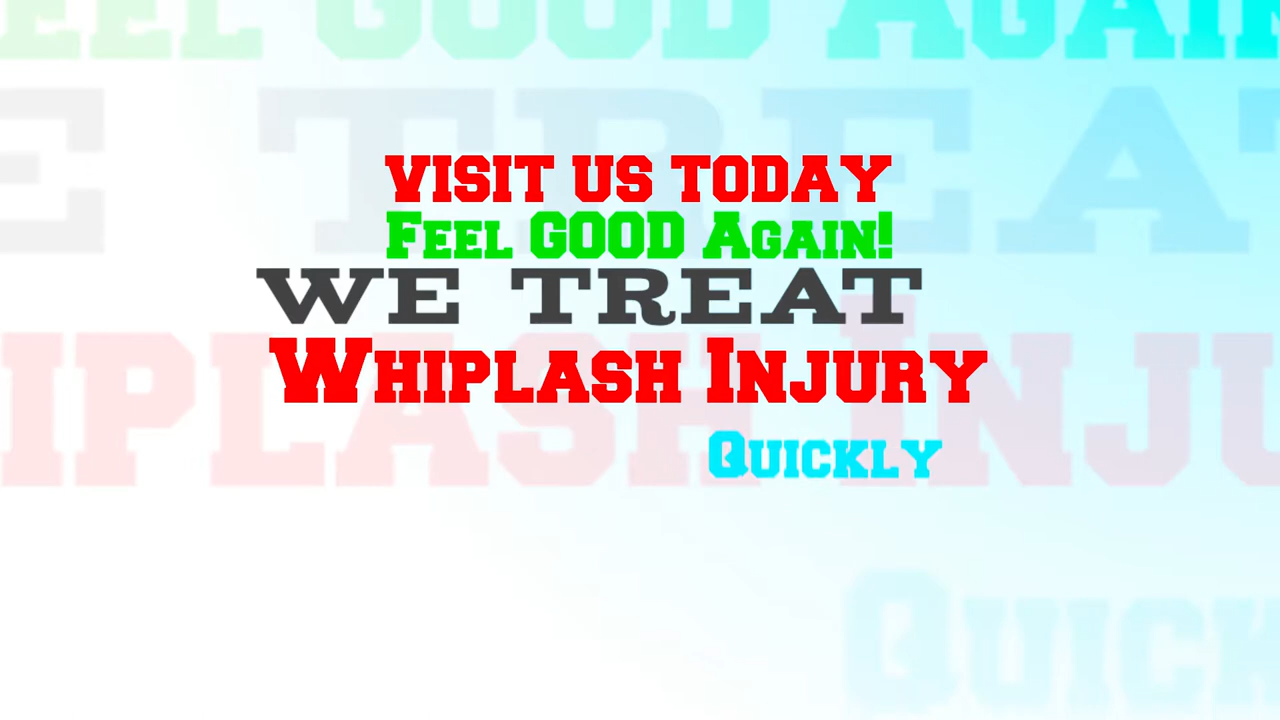 VISIT US TODAY
Feel GOOD Again!
WE TREAT
Whiplash Injury
Quickly